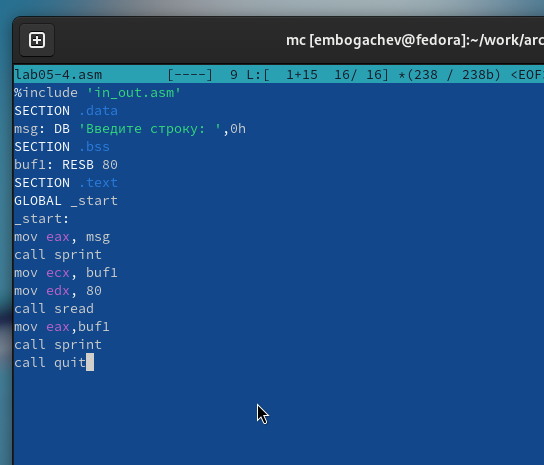 mc [embogachev@fedora]:~/work/arc
lab05-4.asm [----] 9 L:[ 1+15 16/ 16] *(238 / 238b) <EOF>
%include 'in_out.asm'
SECTION .data
msg: DB 'Введите строку: ',0h
SECTION .bss
buf1: RESB 80
SECTION .text
GLOBAL _start
_start:
mov eax, msg
call sprint
mov ecx, buf1
mov edx, 80
call sread
mov eax,buf1
call sprint
call quit